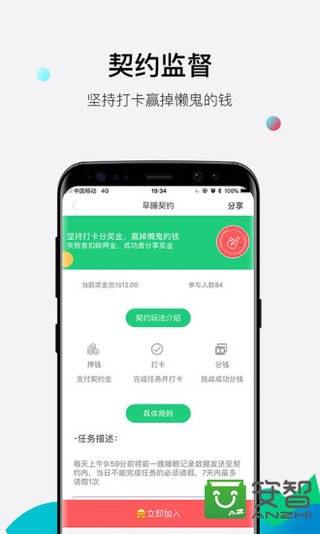 契约监督
坚持打卡赢掉懒鬼的钱
中国移动 4G 19:34
早睡契约 分享
坚持打卡分奖金，赢掉懒鬼的钱
失败者扣除押金，成功者分享奖金
当前奖金池1512.00 参与人数84
契约玩法介绍
押钱 打卡 分钱
支付契约金 完成任务并打卡 挑战成功分钱
具体规则
·任务描述：
每天上午9:59分前将前一晚睡眠记录数据发送至契
约内，当日不能完成任务的必须请假，7天内最多
请假1次
立即加入
安智
AZ
ANZHI